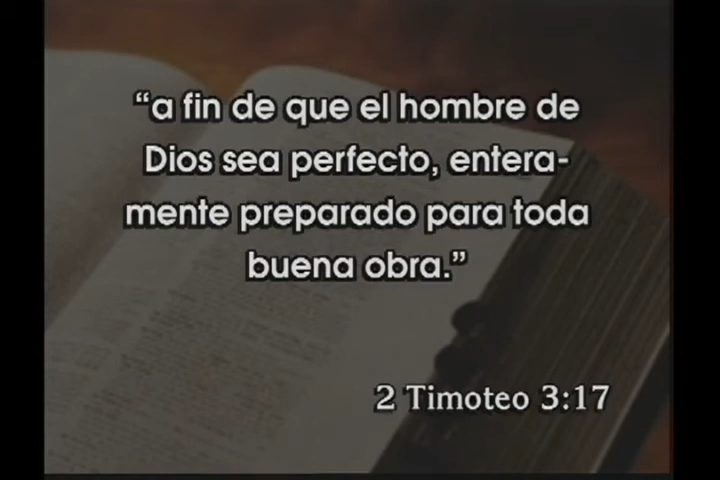 “a fin de que el hombre de
Dios sea perfecto, entera-
mente preparado para toda
buena obra.”
2 Timoteo 3:17